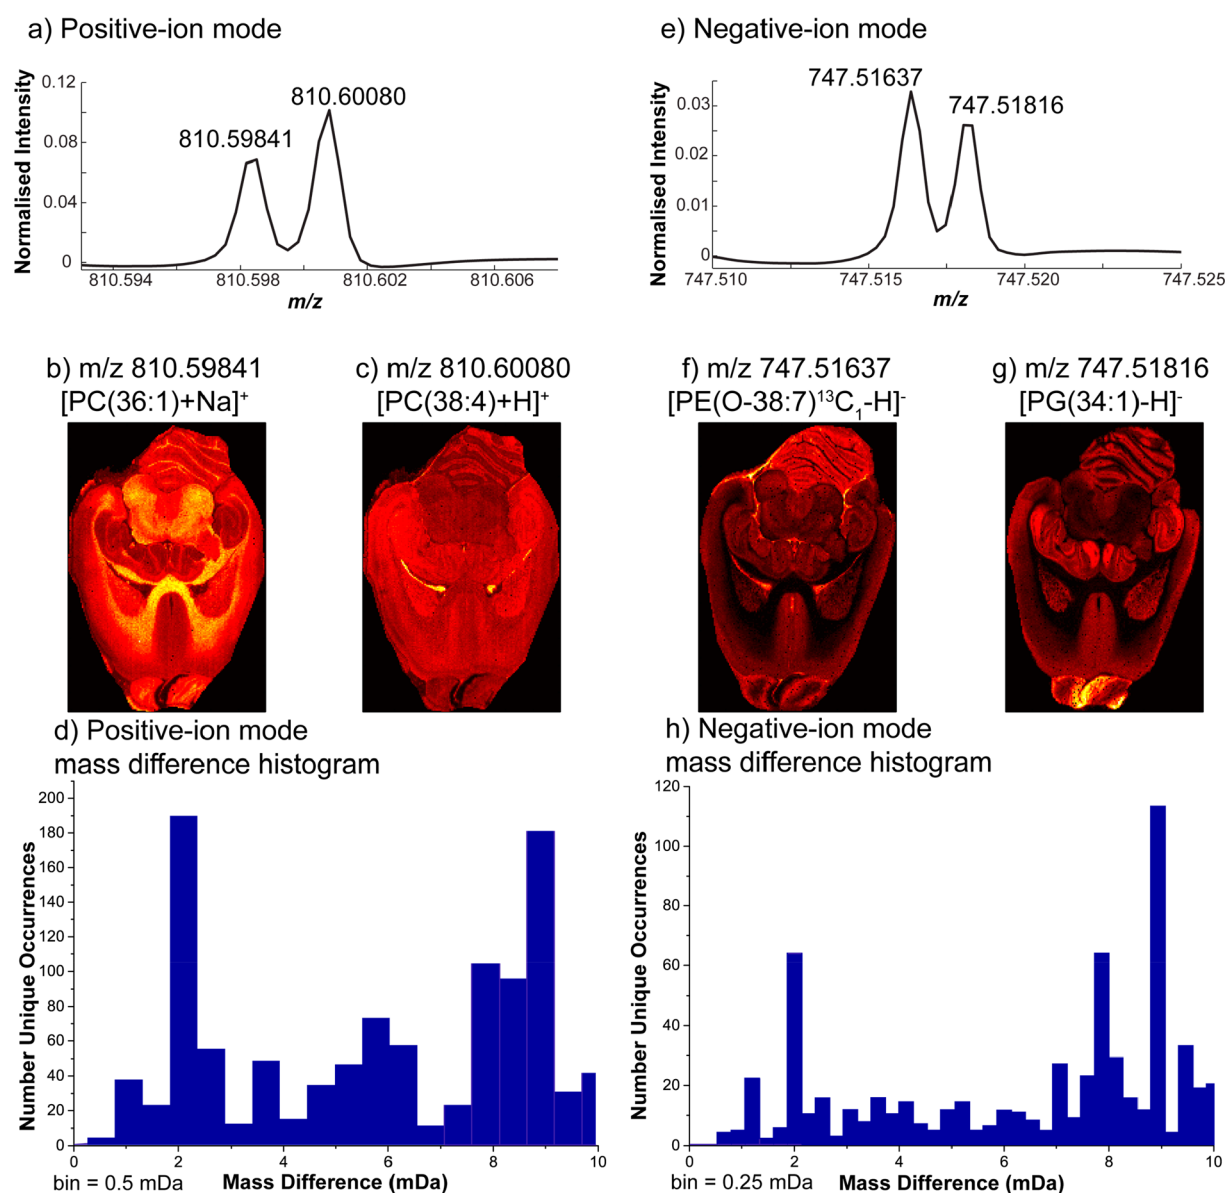 a) Positive-ion mode
Normalised Intensity
0.12
0.08
0.04
0
810.59841
810.60080
810.594
810.598
810.602
810.606
m/z
e) Negative-ion mode
Normalised Intensity
0.03
0.03
0.01
0
747.51637
747.51816
747.510
747.515
747.520
747.525
m/z
b) m/z 810.59841
[PC(36:1)+Na]⁺
c) m/z 810.60080
[PC(38:4)+H]⁺
f) m/z 747.51637
[PE(O-38:7)¹³C₁-H]⁻
g) m/z 747.51816
[PG(34:1)-H]⁻
d) Positive-ion mode
mass difference histogram
Number Unique Occurrences
200
180
160
140
120
100
80
60
40
20
0
0 2 4 6 8 10
bin = 0.5 mDa
Mass Difference (mDa)
h) Negative-ion mode
mass difference histogram
Number Unique Occurrences
120
100
80
60
40
20
0
0 2 4 6 8 10
bin = 0.25 mDa
Mass Difference (mDa)